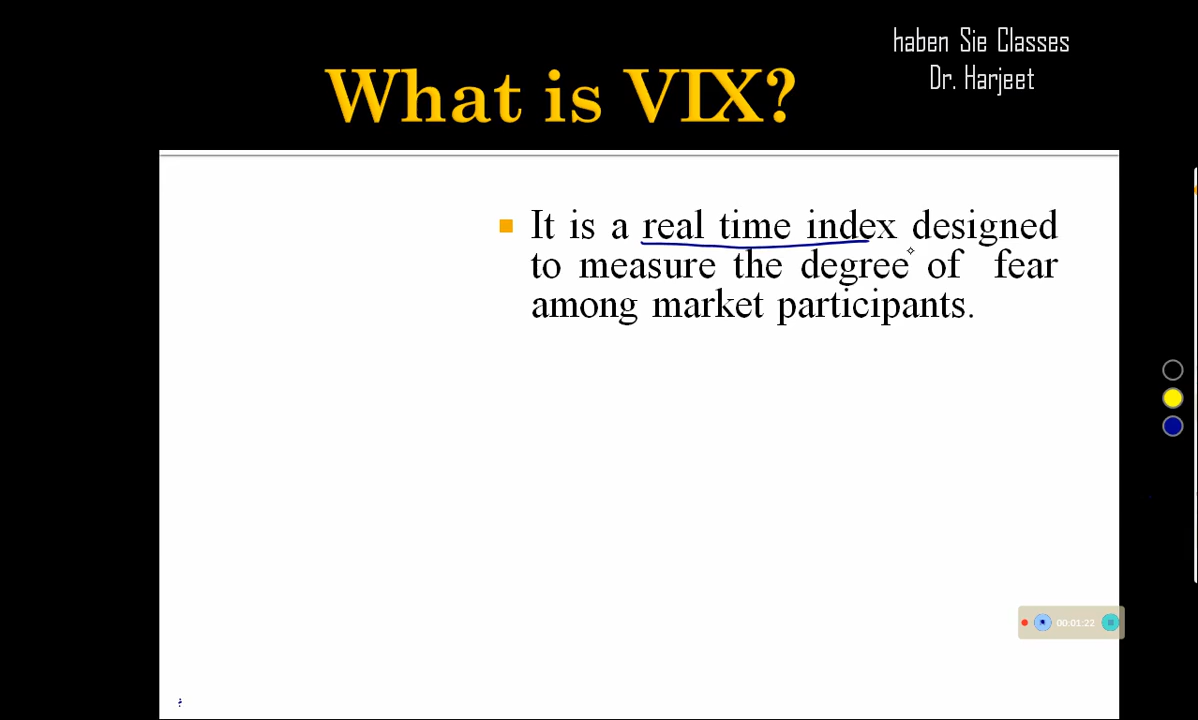 haben Sie Classes
Dr. Harjeet
What is VIX?
It is a real time index designed
to measure the degree of fear
among market participants.
00:01:22